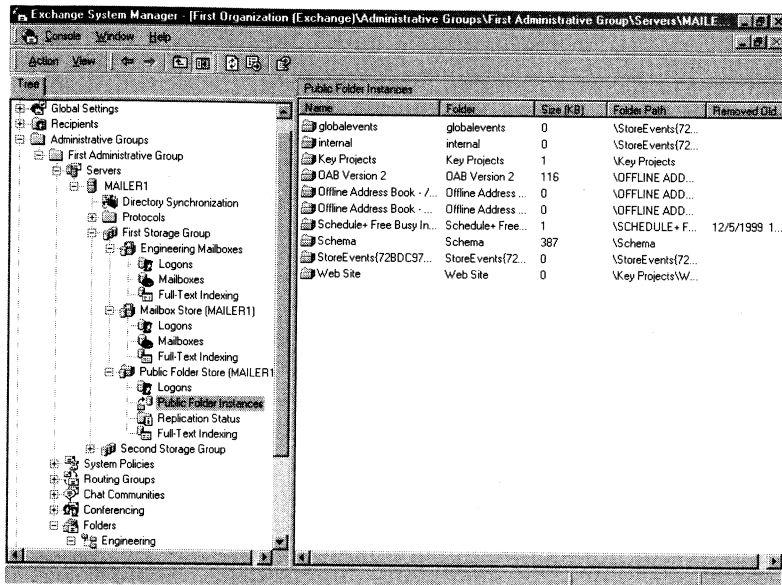 Exchange System Manager - [First Organization (Exchange)\Administrative Groups\First Administrative Group\Servers\MAILE...
Console Window Help
Action View
Tree
Global Settings
Recipients
Administrative Groups
First Administrative Group
Servers
MAILER1
Directory Synchronization
Protocols
First Storage Group
Engineering Mailboxes
Logons
Mailboxes
Full-Text Indexing
Mailbox Store (MAILER1)
Logons
Mailboxes
Full-Text Indexing
Public Folder Store (MAILER1
Logons
Public Folder Instances
Replication Status
Full-Text Indexing
Second Storage Group
System Policies
Routing Groups
Chat Communities
Conferencing
Folders
Engineering
Public Folder Instances
Name Folder Size (KB) Folder Path Removed Old
globalevents globalevents 0 \StoreEvents{72...
internal internal 0 \StoreEvents{72...
Key Projects Key Projects 1 \Key Projects
OAB Version 2 OAB Version 2 116 \OFFLINE ADD...
Offline Address Book - /... Offline Address ... 0 \OFFLINE ADD...
Offline Address Book - ... Offline Address ... 0 \OFFLINE ADD...
Schedule+ Free Busy In... Schedule+ Free... 1 \SCHEDULE+ F... 12/5/1999 1...
Schema Schema 387 \Schema
StoreEvents{72BDC97... StoreEvents{72... 0 \StoreEvents{72...
Web Site Web Site 0 \Key Projects\W...